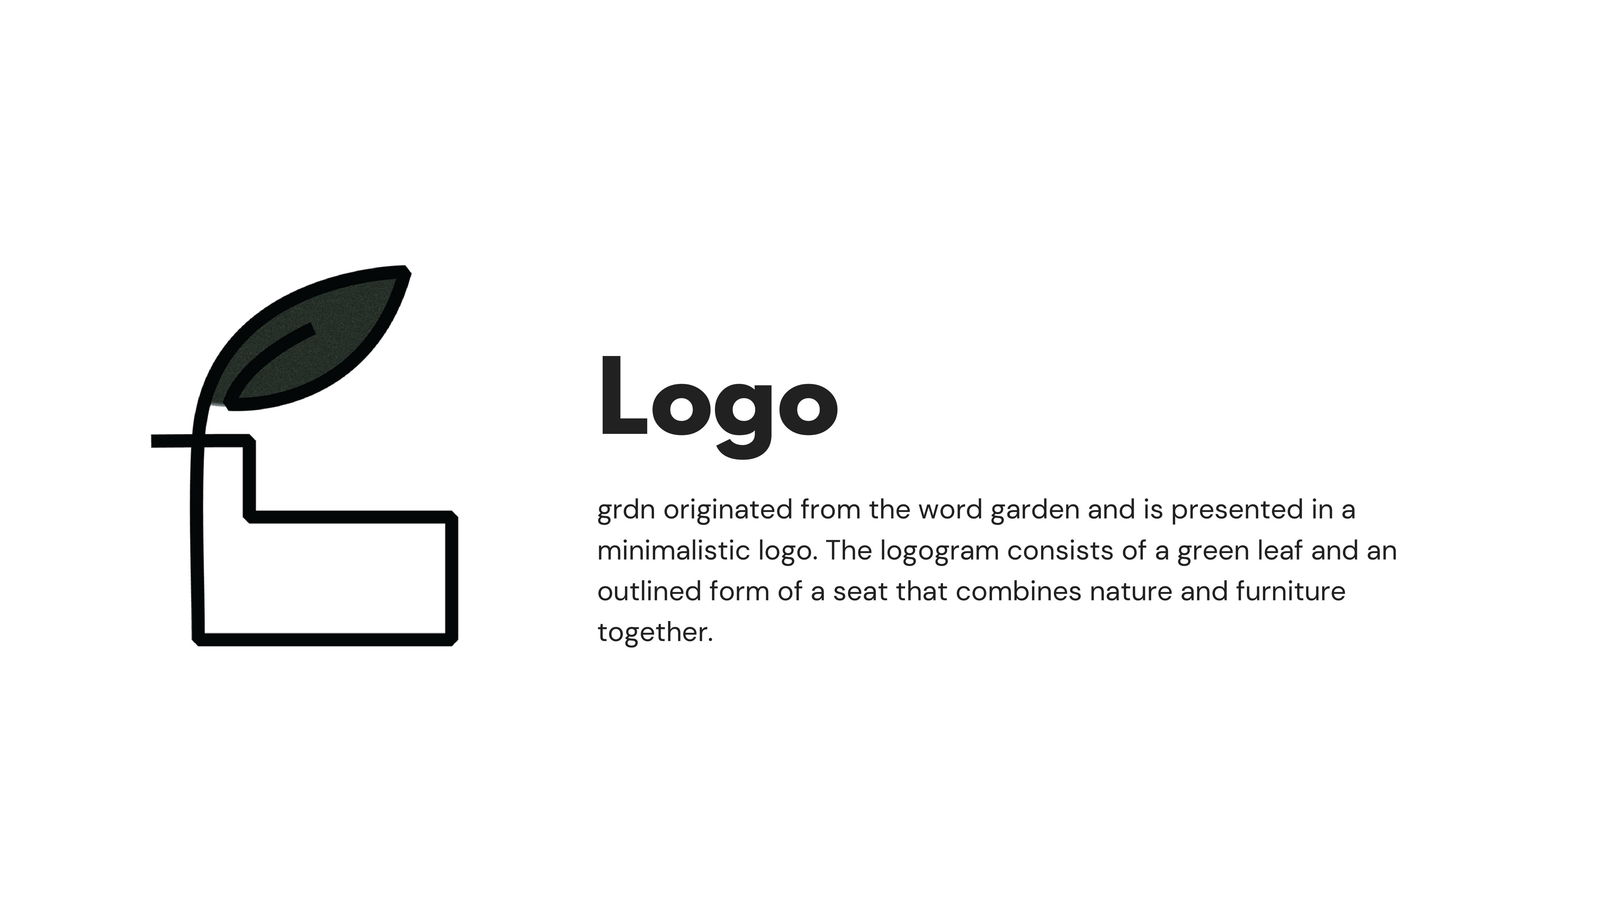 Logo
grdn originated from the word garden and is presented in a
minimalistic logo. The logogram consists of a green leaf and an
outlined form of a seat that combines nature and furniture
together.